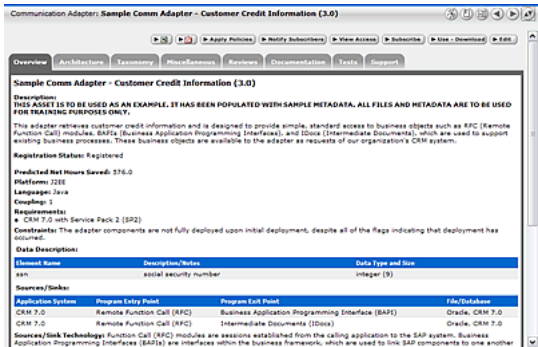 Communication Adapter: Sample Comm Adapter - Customer Credit Information (3.0)
Apply Policies Notify Subscribers View Access Subscribe Use - Download Edit
Overview Architecture Taxonomy Miscellaneous Reviews Documentation Tests Support
Sample Comm Adapter - Customer Credit Information (3.0)
Description:
THIS ASSET IS TO BE USED AS AN EXAMPLE. IT HAS BEEN POPULATED WITH SAMPLE METADATA. ALL FILES AND METADATA ARE TO BE USED
FOR TRAINING PURPOSES ONLY.
This adapter retrieves customer credit information and is designed to provide simple, standard access to business objects such as RFC (Remote
Function Call) modules, BAPIs (Business Application Programming Interfaces), and IDocs (Intermediate Documents), which are used to support
existing business processes. These business objects are available to the adapter as requests of our organization's CRM system.
Registration Status: Registered
Predicted Net Hours Saved: 576.0
Platform: J2EE
Language: Java
Coupling: 1
Requirements:
• CRM 7.0 with Service Pack 2 (SP2)
Constraints: The adapter components are not fully deployed upon initial deployment, despite all of the flags indicating that deployment has
occurred.
Data Description:
Element Name Description/Notes Data Type and Size
ssn social security number integer (9)
Sources/Sinks:
Application System Program Entry Point Program Exit Point File/Database
CRM 7.0 Remote Function Call (RFC) Business Application Programming Interface (BAPI) Oracle, CRM 7.0
CRM 7.0 Remote Function Call (RFC) Intermediate Documents (IDocs) Oracle, CRM 7.0
Sources/Sink Technology: Function Call (RFC) modules are sessions established from the calling application to the SAP system. Business
Application Programming Interfaces (BAPIs) are interfaces within the business framework, which are used to link SAP components to one another